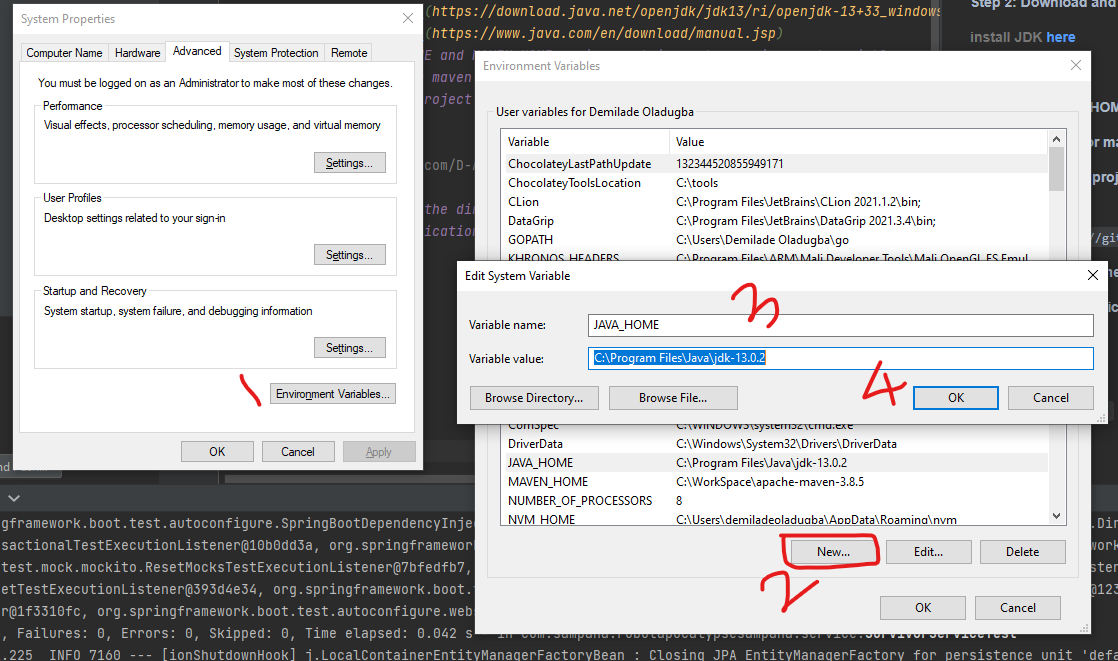 System Properties
Computer Name Hardware Advanced System Protection Remote
You must be logged on as an Administrator to make most of these changes.
Performance
Visual effects, processor scheduling, memory usage, and virtual memory
Settings...
User Profiles
Desktop settings related to your sign-in
Settings...
Startup and Recovery
System startup, system failure, and debugging information
Settings...
1
Environment Variables...
OK Cancel Apply
(https://download.java.net/openjdk/jdk13/ri/openjdk-13+33_windows
(https://www.java.com/en/download/manual.jsp)
E and
maven
roject
com/D-
the di
ication
Step 2: Download and
install JDK here
HOM
or ma
proj
//git
Environment Variables
User variables for Demilade Oladugba
Variable Value
ChocolateyLastPathUpdate 132344520855949171
ChocolateyToolsLocation C:\tools
CLion C:\Program Files\JetBrains\CLion 2021.1.2\bin;
DataGrip C:\Program Files\JetBrains\DataGrip 2021.3.4\bin;
GOPATH C:\Users\Demilade Oladugba\go
KHRONOS_HEADERS C:\Program Files\ARM\Mali Developer Tools\Mali OpenGL ES Emul
Edit System Variable
3
Variable name: JAVA_HOME
Variable value: C:\Program Files\Java\jdk-13.0.2
4
Browse Directory... Browse File... OK Cancel
ComSpec C:\WINDOWS\system32\cmd.exe
DriverData C:\Windows\System32\Drivers\DriverData
JAVA_HOME C:\Program Files\Java\jdk-13.0.2
MAVEN_HOME C:\WorkSpace\apache-maven-3.8.5
NUMBER_OF_PROCESSORS 8
NVM_HOME C:\Users\demiladeoladugba\AppData\Roaming\nvm
New... Edit... Delete
2
OK Cancel
gframework.boot.test.autoconfigure.SpringBootDependencyInjec
sactionalTestExecutionListener@10b0dd3a, org.springframework
test.mock.mockito.ResetMocksTestExecutionListener@7bfedfb7,
etTestExecutionListener@393d4e34, org.springframework.boot.
r@1f3310fc, org.springframework.boot.test.autoconfigure.web
, Failures: 0, Errors: 0, Skipped: 0, Time elapsed: 0.042 s
.225 INFO 7160 --- [ionShutdownHook] j.LocalContainerEntityManagerFactoryBean : Closing JPA EntityManagerFactory for persistence unit 'defa